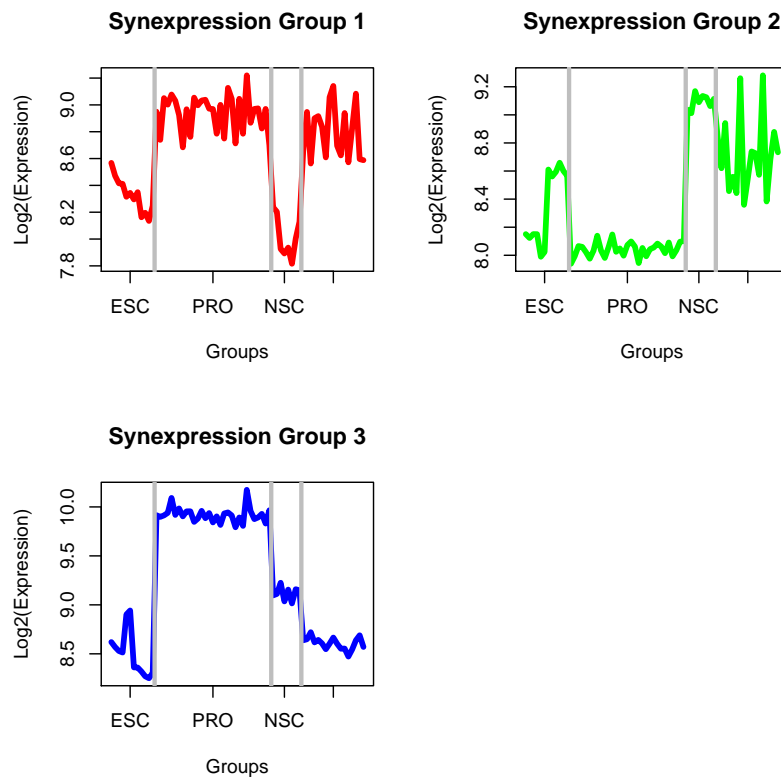 Synexpression Group 1
Log2(Expression)
7.8
8.2
8.6
9.0
ESC
PRO
NSC
Groups
Synexpression Group 2
Log2(Expression)
8.0
8.4
8.8
9.2
ESC
PRO
NSC
Groups
Synexpression Group 3
Log2(Expression)
8.5
9.0
9.5
10.0
ESC
PRO
NSC
Groups